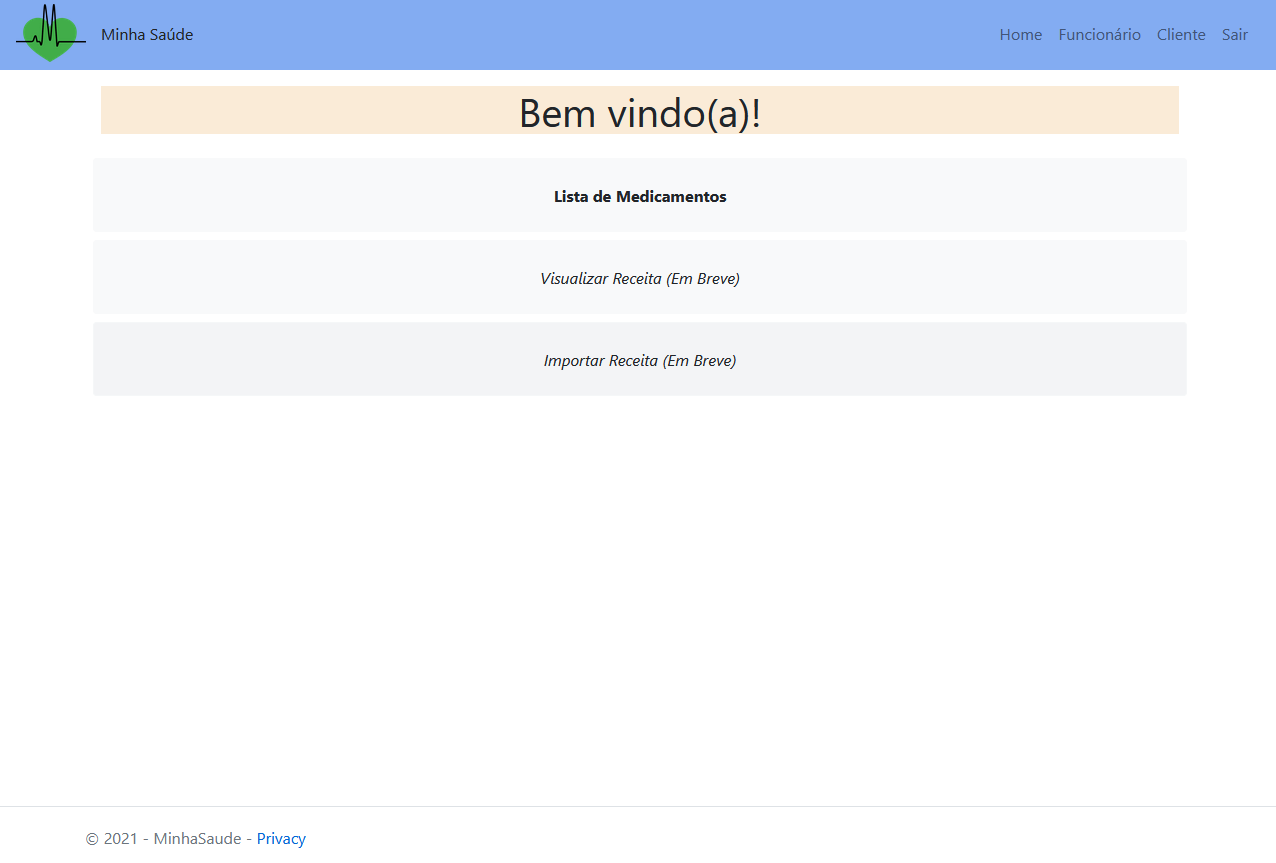 Minha Saúde
Home Funcionário Cliente Sair
Bem vindo(a)!
Lista de Medicamentos
Visualizar Receita (Em Breve)
Importar Receita (Em Breve)
© 2021 - MinhaSaude - Privacy